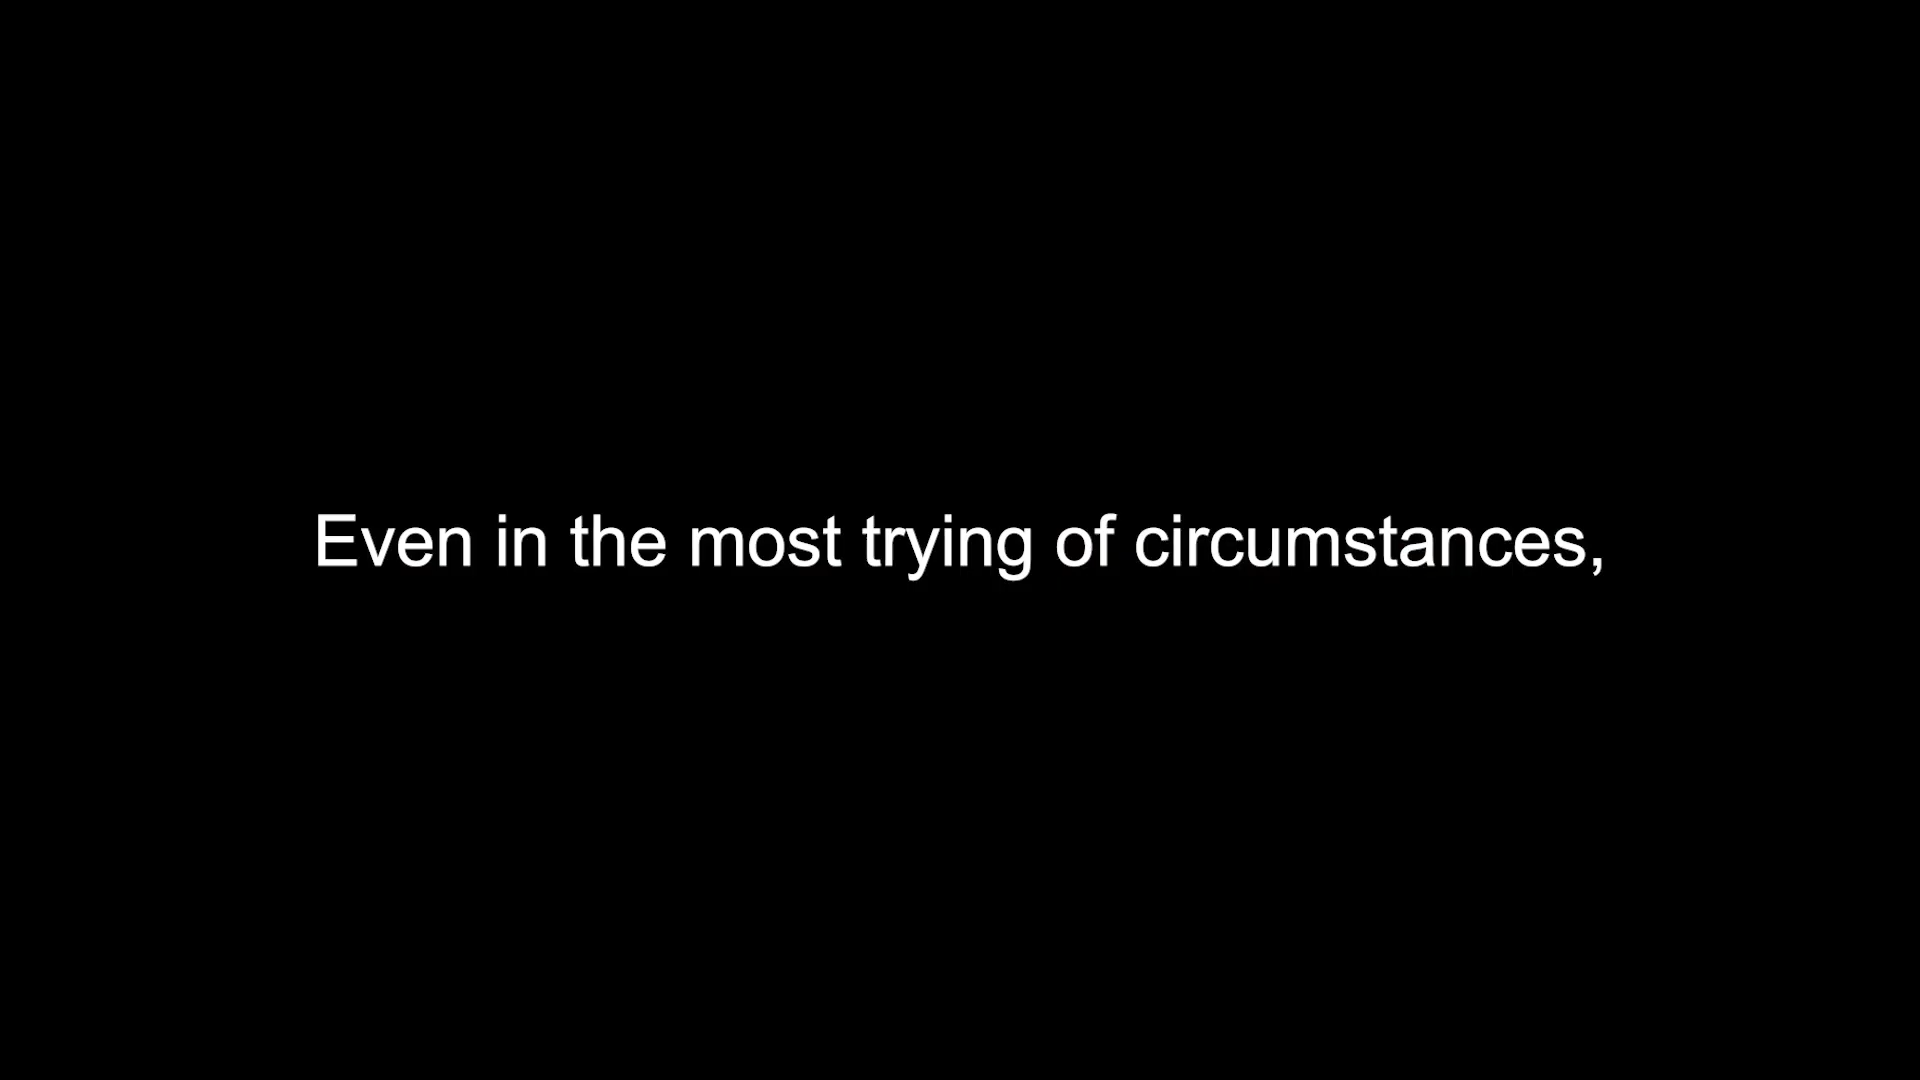 Even in the most trying of circumstances,